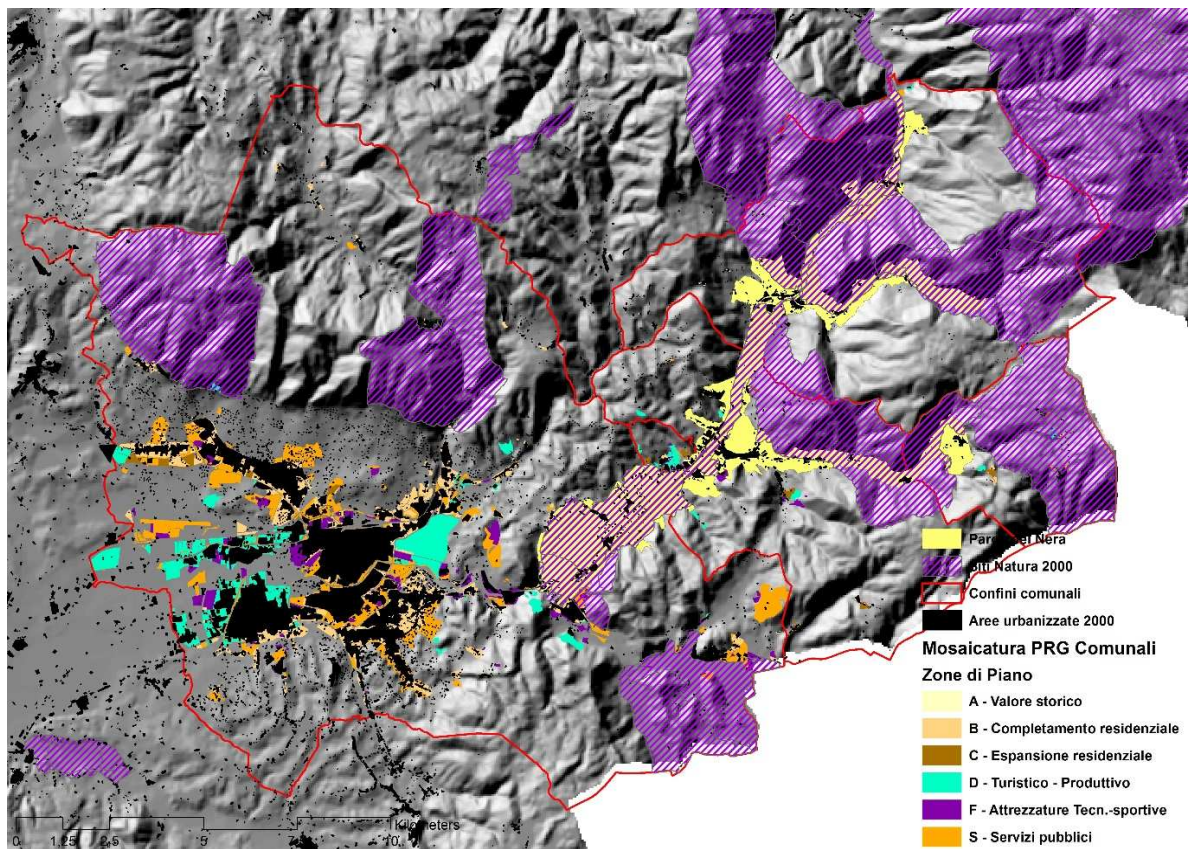 Parco del Nera
Siti Natura 2000
Confini comunali
Aree urbanizzate 2000
Mosaicatura PRG Comunali
Zone di Piano
A - Valore storico
B - Completamento residenziale
C - Espansione residenziale
D - Turistico - Produttivo
F - Attrezzature Tecn.-sportive
S - Servizi pubblici
Kilometers
0 1,25 2,5 5 10